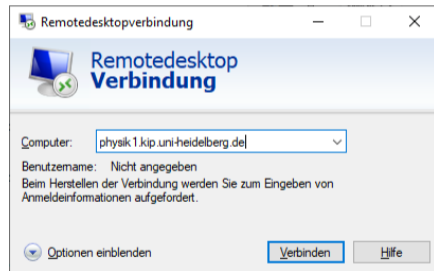 Remotedesktopverbindung
Remotedesktop
Verbindung
Computer: physik1.kip.uni-heidelberg.de
Benutzername: Nicht angegeben
Beim Herstellen der Verbindung werden Sie zum Eingeben von
Anmeldeinformationen aufgefordert.
Optionen einblenden Verbinden Hilfe